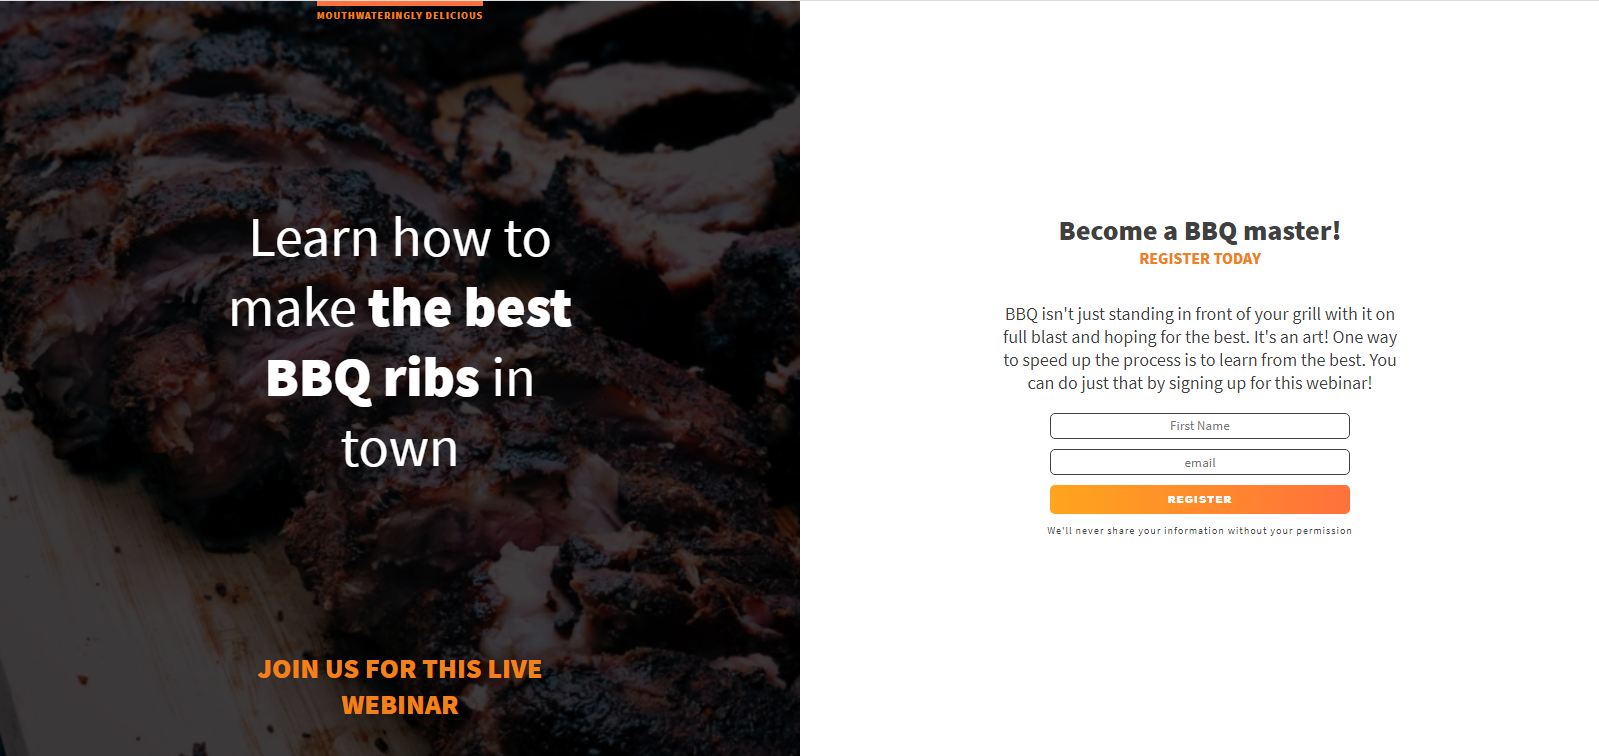 MOUTHWATERINGLY DELICIOUS
Learn how to
make the best
BBQ ribs in
town
JOIN US FOR THIS LIVE
WEBINAR
Become a BBQ master!
REGISTER TODAY
BBQ isn't just standing in front of your grill with it on
full blast and hoping for the best. It's an art! One way
to speed up the process is to learn from the best. You
can do just that by signing up for this webinar!
First Name
email
REGISTER
We'll never share your information without your permission